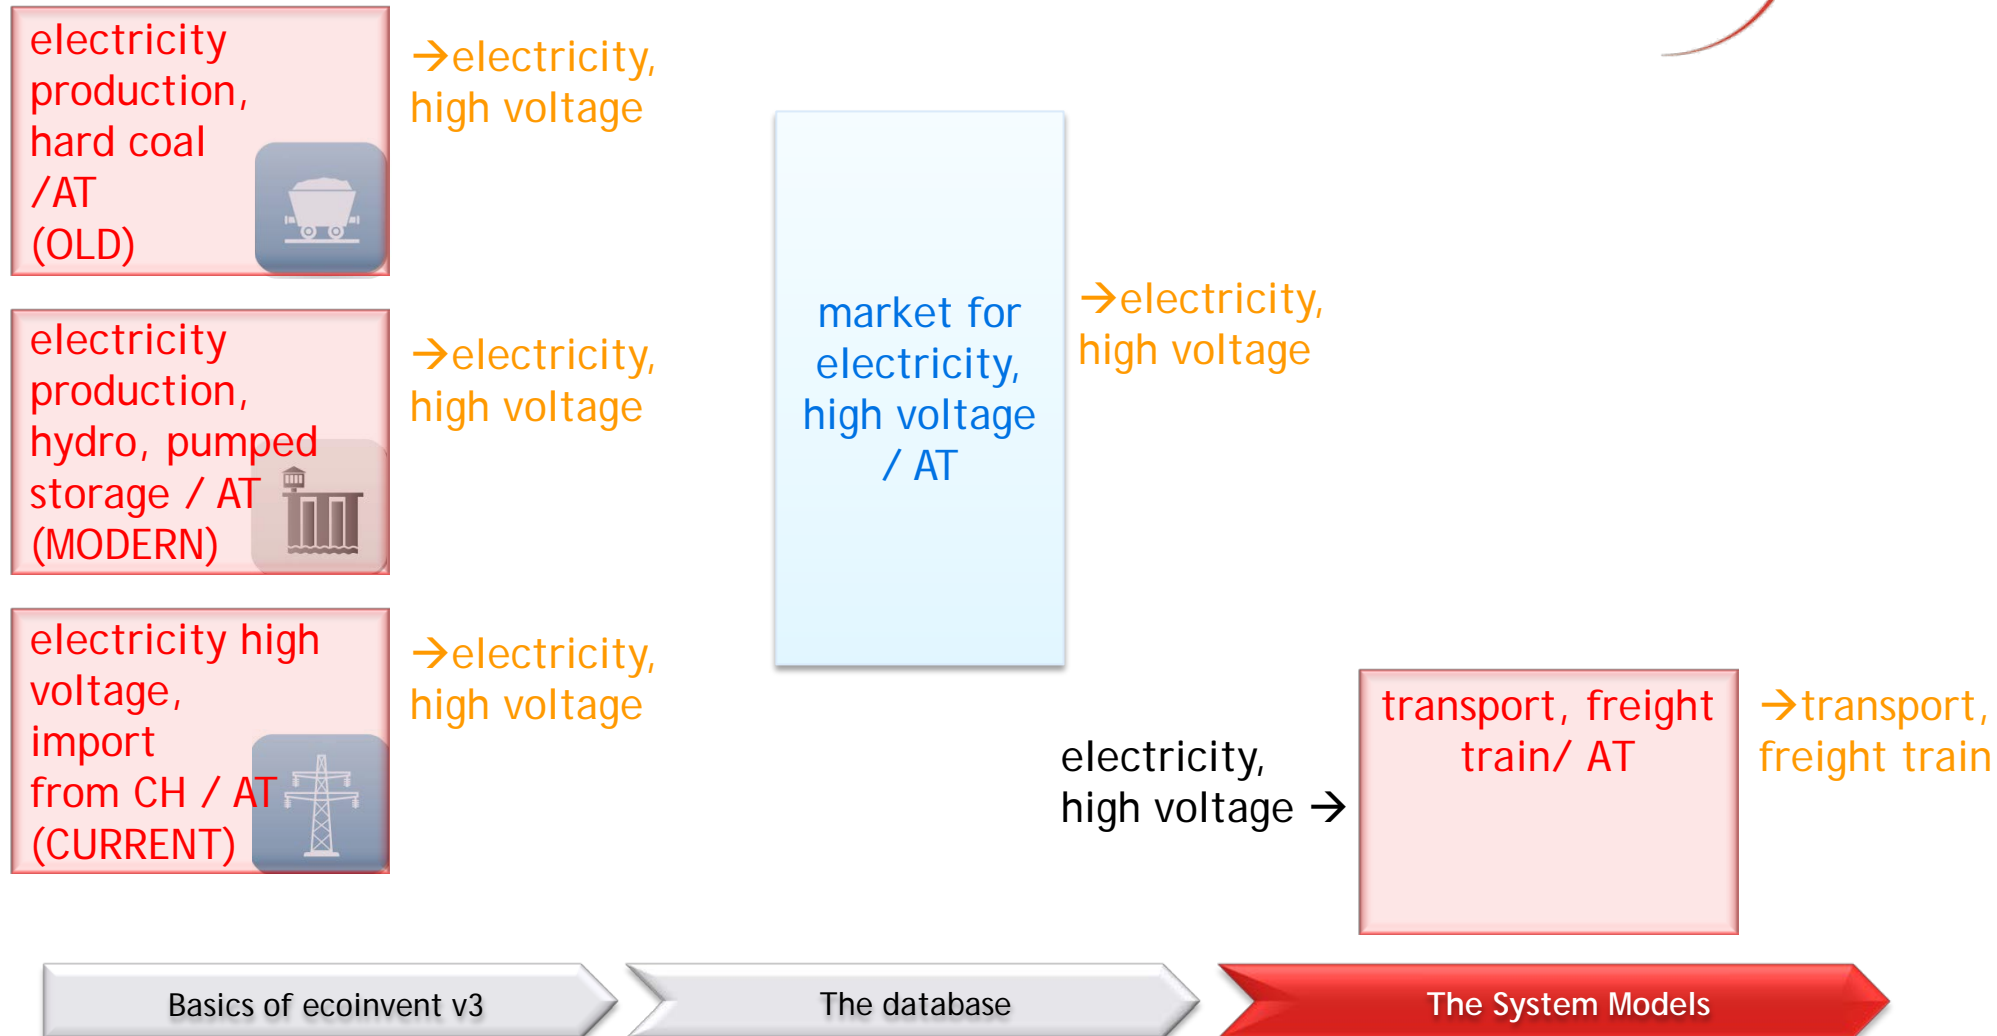 electricity
production,
hard coal
/AT
(OLD)
→electricity,
high voltage
electricity
production,
hydro, pumped
storage / AT
(MODERN)
→electricity,
high voltage
electricity high
voltage,
import
from CH / AT
(CURRENT)
→electricity,
high voltage
market for
electricity,
high voltage
/ AT
→electricity,
high voltage
electricity,
high voltage →
transport, freight
train/ AT
→transport,
freight train
Basics of ecoinvent v3
The database
The System Models